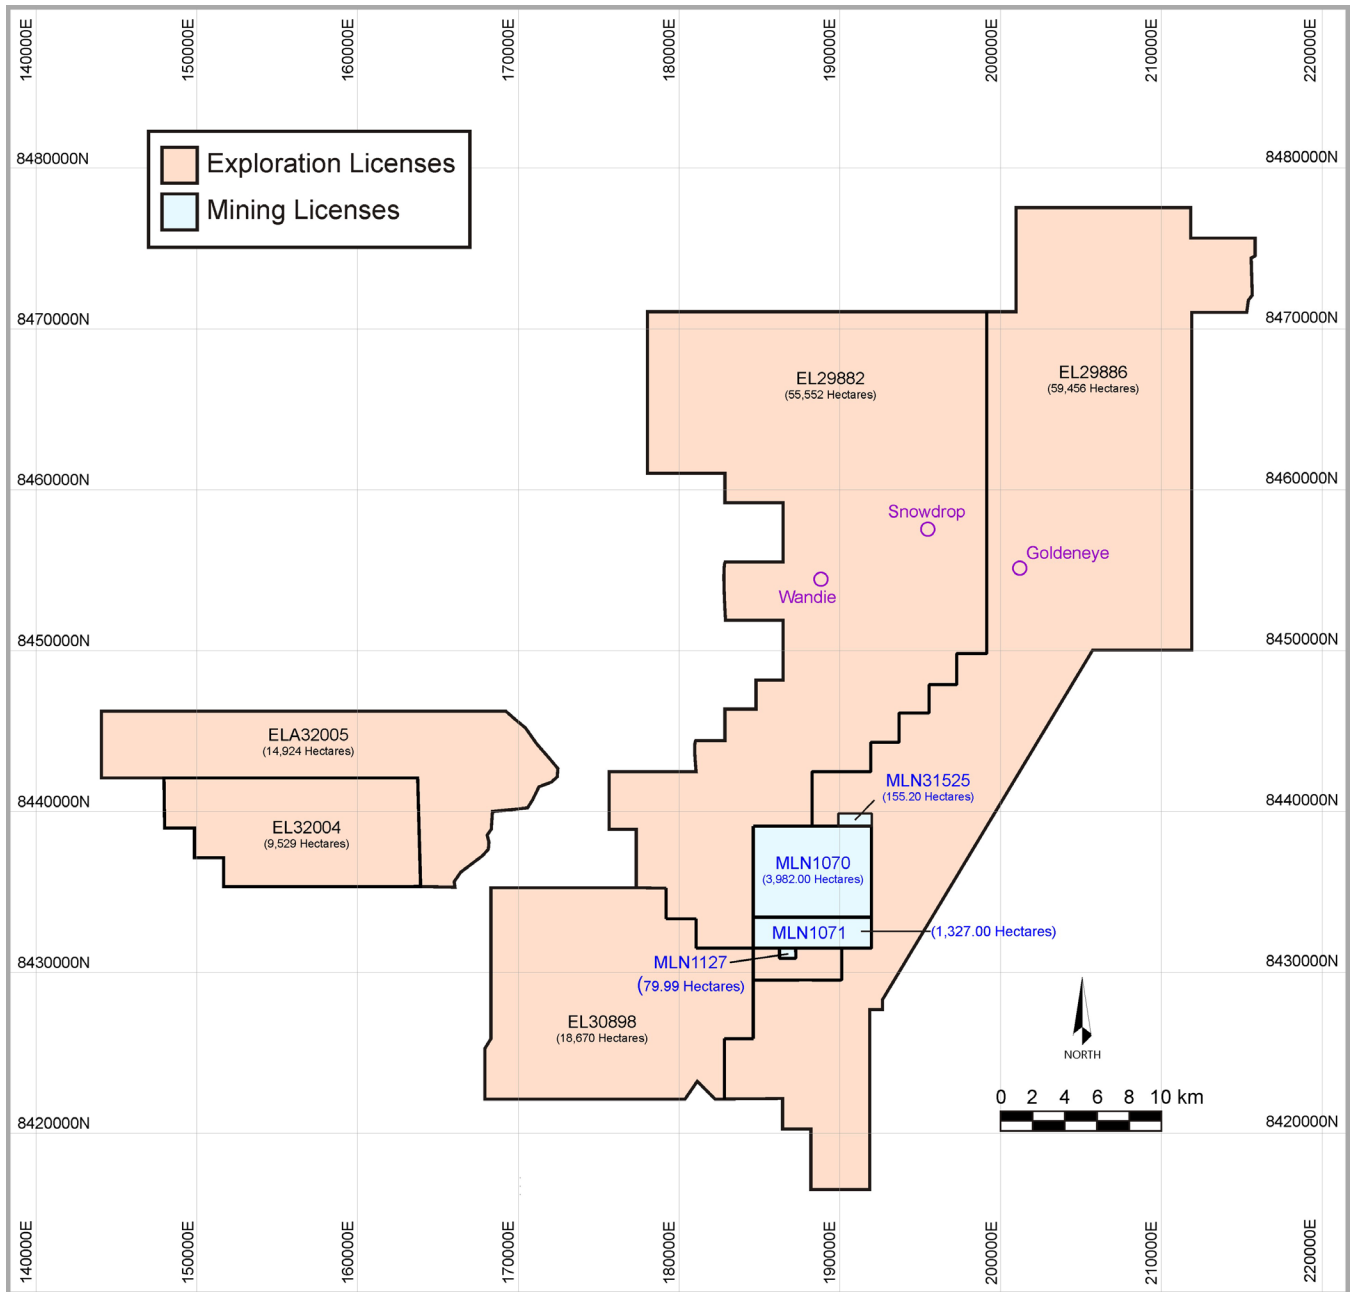 140000E
150000E
160000E
170000E
180000E
190000E
200000E
210000E
220000E
Exploration Licenses
Mining Licenses
8480000N
8480000N
8470000N
8470000N
EL29882
(55,552 Hectares)
EL29886
(59,456 Hectares)
8460000N
8460000N
Snowdrop
Goldeneye
Wandie
8450000N
8450000N
ELA32005
(14,924 Hectares)
MLN31525
(155.20 Hectares)
8440000N
8440000N
EL32004
(9,529 Hectares)
MLN1070
(3,982.00 Hectares)
MLN1071
(1,327.00 Hectares)
8430000N
8430000N
MLN1127
(79.99 Hectares)
EL30898
(18,670 Hectares)
NORTH
0 2 4 6 8 10 km
8420000N
8420000N
140000E
150000E
160000E
170000E
180000E
190000E
200000E
210000E
220000E